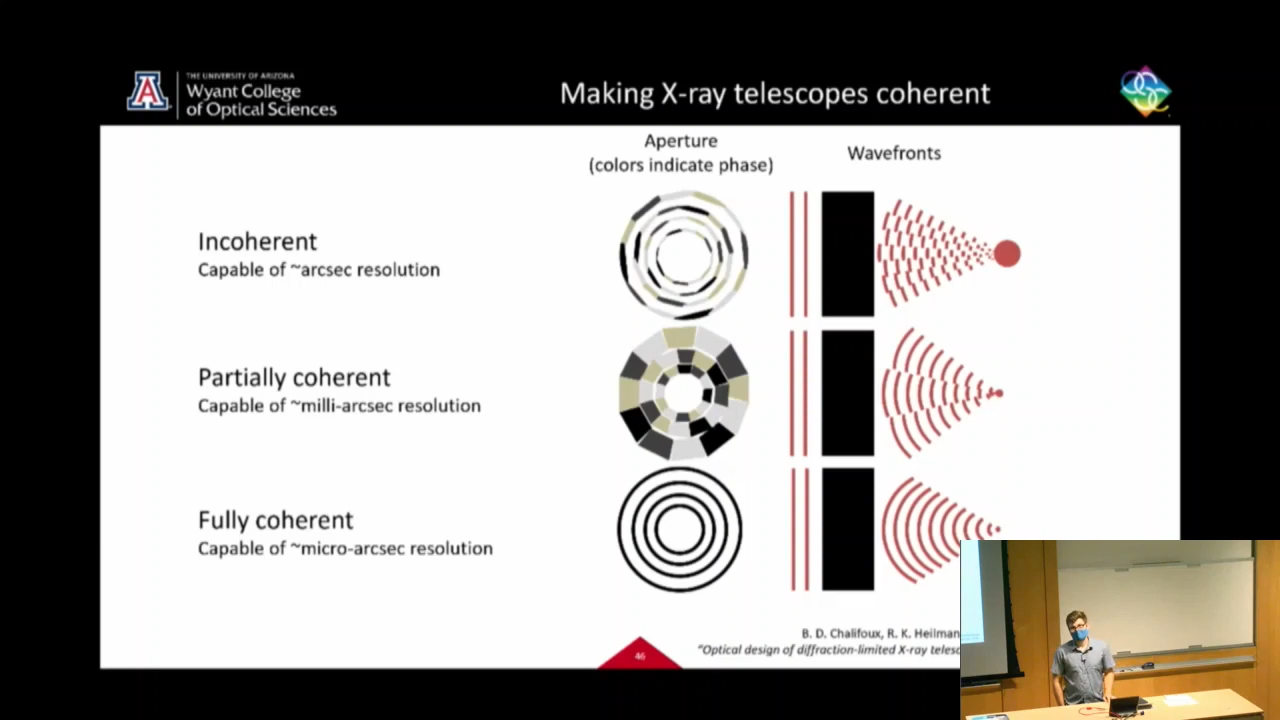 THE UNIVERSITY OF ARIZONA
Wyant College
of Optical Sciences
Making X-ray telescopes coherent
Aperture
(colors indicate phase)
Wavefronts
Incoherent
Capable of ~arcsec resolution
Partially coherent
Capable of ~milli-arcsec resolution
Fully coherent
Capable of ~micro-arcsec resolution
B. D. Chalifoux, R. K. Heilman
"Optical design of diffraction-limited X-ray telesc
46